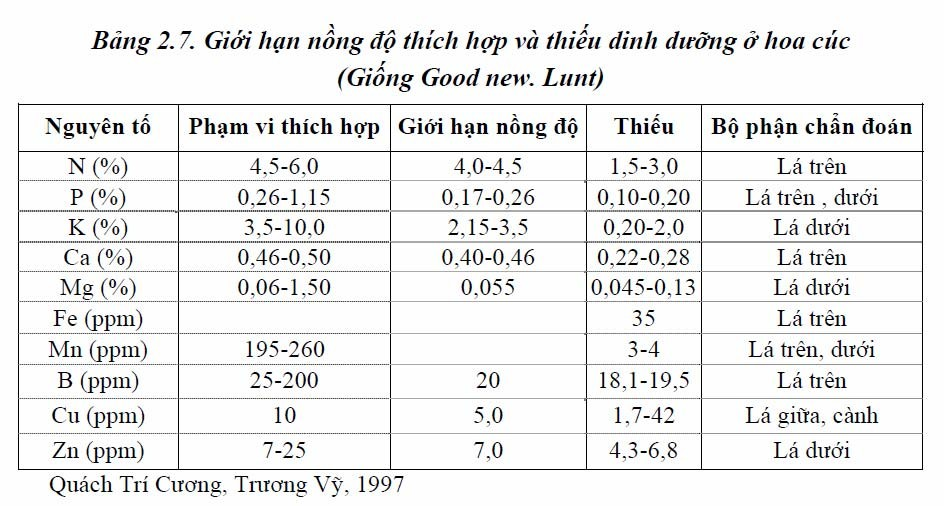 Bảng 2.7. Giới hạn nồng độ thích hợp và thiếu dinh dưỡng ở hoa cúc
(Giống Good new. Lunt)
Nguyên tố Phạm vi thích hợp Giới hạn nồng độ Thiếu Bộ phận chẩn đoán
N (%) 4,5-6,0 4,0-4,5 1,5-3,0 Lá trên
P (%) 0,26-1,15 0,17-0,26 0,10-0,20 Lá trên , dưới
K (%) 3,5-10,0 2,15-3,5 0,20-2,0 Lá dưới
Ca (%) 0,46-0,50 0,40-0,46 0,22-0,28 Lá trên
Mg (%) 0,06-1,50 0,055 0,045-0,13 Lá dưới
Fe (ppm) 35 Lá trên
Mn (ppm) 195-260 3-4 Lá trên, dưới
B (ppm) 25-200 20 18,1-19,5 Lá trên
Cu (ppm) 10 5,0 1,7-42 Lá giữa, cành
Zn (ppm) 7-25 7,0 4,3-6,8 Lá dưới
Quách Trí Cương, Trương Vỹ, 1997